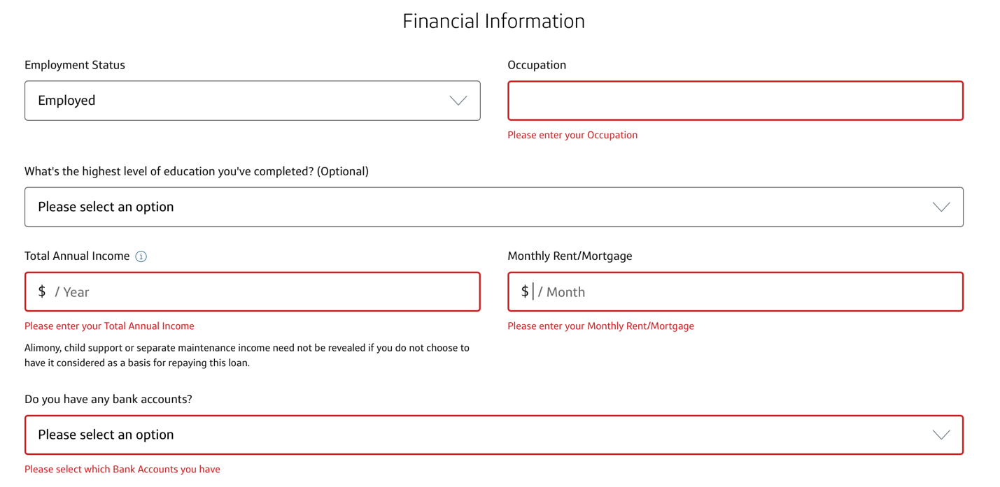 Financial Information
Employment Status
Employed
Occupation
Please enter your Occupation
What's the highest level of education you've completed? (Optional)
Please select an option
Total Annual Income
$ / Year
Please enter your Total Annual Income
Alimony, child support or separate maintenance income need not be revealed if you do not choose to
have it considered as a basis for repaying this loan.
Monthly Rent/Mortgage
$ / Month
Please enter your Monthly Rent/Mortgage
Do you have any bank accounts?
Please select an option
Please select which Bank Accounts you have